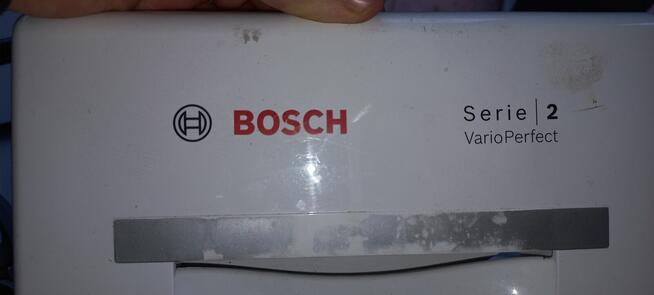 BOSCH
Serie | 2
VarioPerfect